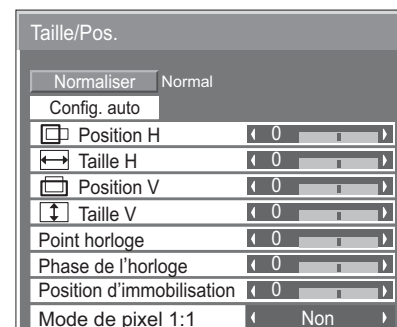 Taille/Pos.
Normaliser Normal
Config. auto
Position H 0
Taille H 0
Position V 0
Taille V 0
Point horloge 0
Phase de l'horloge 0
Position d'immobilisation 0
Mode de pixel 1:1 Non